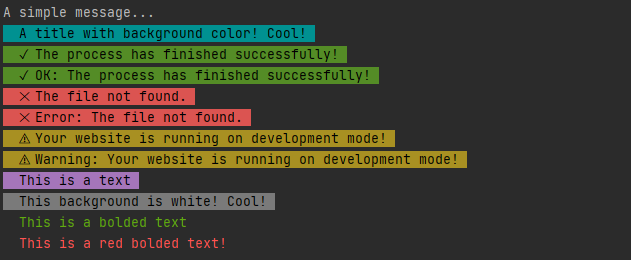 A simple message...
A title with background color! Cool!
✓ The process has finished successfully!
✓ OK: The process has finished successfully!
✕ The file not found.
✕ Error: The file not found.
⚠ Your website is running on development mode!
⚠ Warning: Your website is running on development mode!
This is a text
This background is white! Cool!
This is a bolded text
This is a red bolded text!